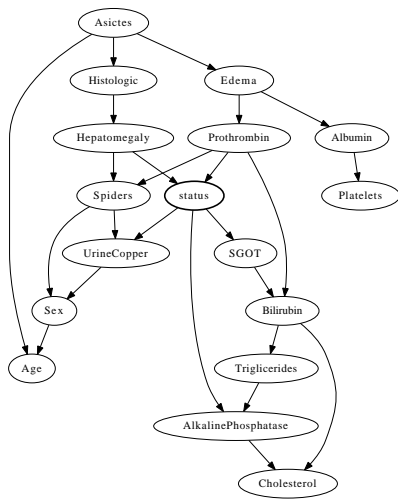 Asictes
Histologic
Edema
Hepatomegaly
Prothrombin
Albumin
Spiders
status
Platelets
UrineCopper
SGOT
Sex
Bilirubin
Age
Triglicerides
AlkalinePhosphatase
Cholesterol